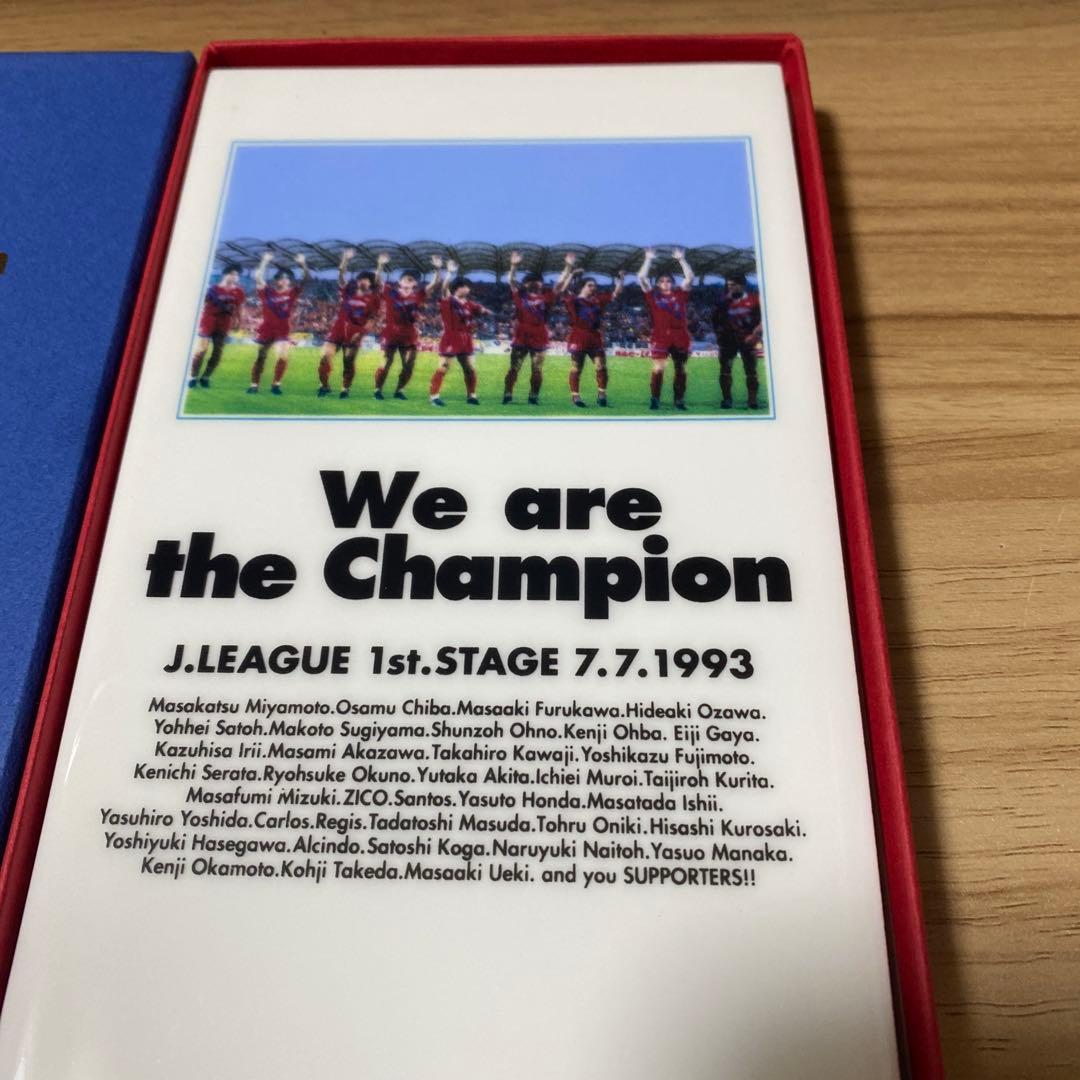 We are
the Champion
J.LEAGUE 1st.STAGE 7.7.1993
Masakatsu Miyamoto.Osamu Chiba.Masaaki Furukawa.Hideaki Ozawa.
Yohhei Satoh.Makoto Sugiyama.Shunzoh Ohno.Kenji Ohba. Eiji Gaya.
Kazuhisa Irii.Masami Akazawa.Takahiro Kawaji.Yoshikazu Fujimoto.
Kenichi Serata.Ryohsuke Okuno.Yutaka Akita.Ichiei Muroi.Taijiroh Kurita.
Masafumi Mizuki.ZICO.Santos.Yasuto Honda.Masatada Ishii.
Yasuhiro Yoshida.Carlos.Regis.Tadatoshi Masuda.Tohru Oniki.Hisashi Kurosaki.
Yoshiyuki Hasegawa.Alcindo.Satoshi Koga.Naruyuki Naitoh.Yasuo Manaka.
Kenji Okamoto.Kohji Takeda.Masaaki Ueki. and you SUPPORTERS!!